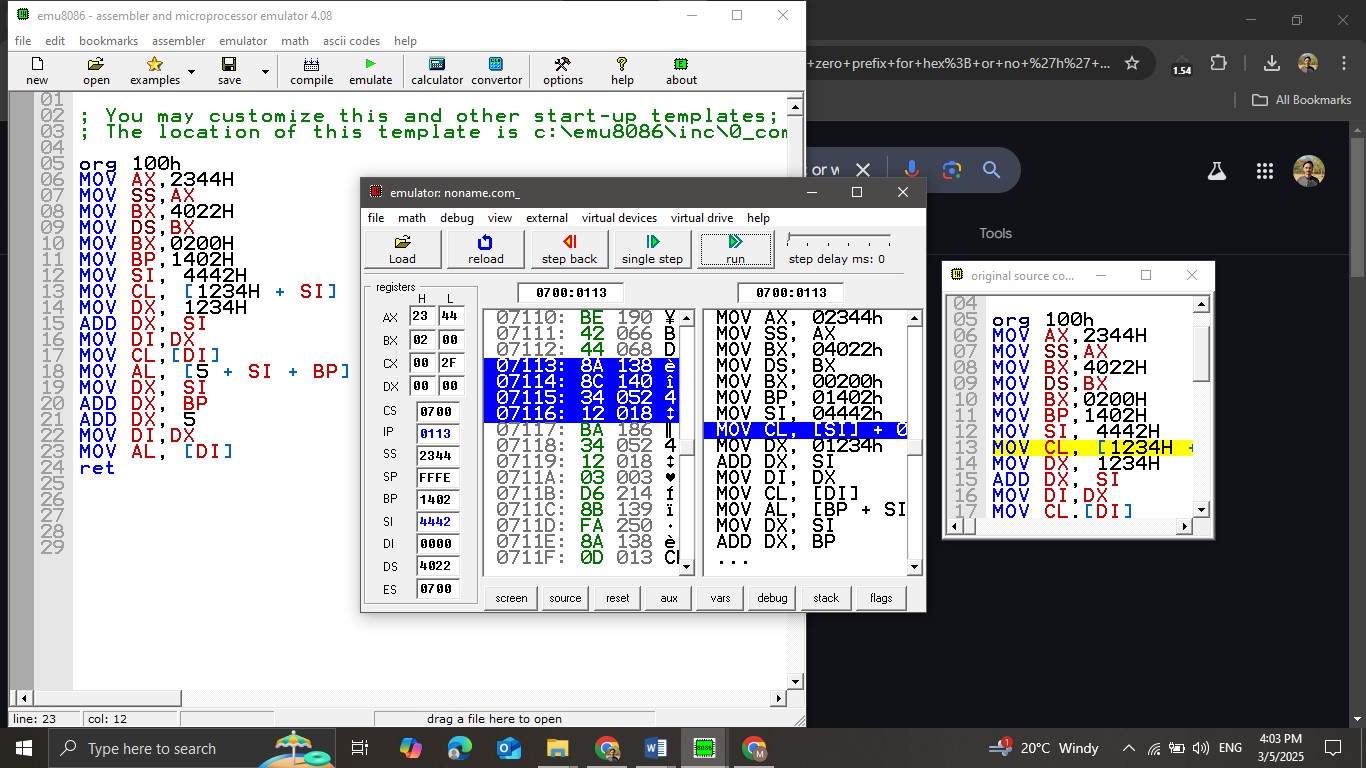 emu8086 - assembler and microprocessor emulator 4.08
file edit bookmarks assembler emulator math ascii codes help
new open examples save compile emulate calculator convertor options help about
01
02 ; You may customize this and other start-up templates;
03 ; The location of this template is c:\emu8086\inc\0_com
04
05 org 100h
06 MOV AX,2344H
07 MOV SS,AX
08 MOV BX,4022H
09 MOV DS,BX
10 MOV BX,0200H
11 MOV BP,1402H
12 MOV SI, 4442H
13 MOV CL, [1234H + SI]
14 MOV DX, 1234H
15 ADD DX, SI
16 MOV DI,DX
17 MOV CL,[DI]
18 MOV AL, [5 + SI + BP]
19 MOV DX, SI
20 ADD DX, BP
21 ADD DX, 5
22 MOV DI,DX
23 MOV AL, [DI]
24 ret
25
26
27
28
29
line: 23 col: 12 drag a file here to open
zero prefix for hex%3B+or+no+%27h%27+...
1.54
All Bookmarks
or w
Tools
emulator: noname.com_
file math debug view external virtual devices virtual drive help
Load reload step back single step run step delay ms: 0
registers
H L
AX 23 44
BX 02 00
CX 00 2F
DX 00 00
CS 0700
IP 0113
SS 2344
SP FFFE
BP 1402
SI 4442
DI 0000
DS 4022
ES 0700
0700:0113
07110: BE 190 ¥
07111: 42 066 B
07112: 44 068 D
07113: 8A 138 è
07114: 8C 140 î
07115: 34 052 4
07116: 12 018 ↕
07117: BA 186 ║
07118: 34 052 4
07119: 12 018 ↕
0711A: 03 003 ♥
0711B: D6 214 f
0711C: 8B 139 ï
0711D: FA 250 ·
0711E: 8A 138 è
0711F: 0D 013
0700:0113
MOV AX, 02344h
MOV SS, AX
MOV BX, 04022h
MOV DS, BX
MOV BX, 00200h
MOV BP, 01402h
MOV SI, 04442h
MOV CL, [SI] + 0
MOV DX, 01234h
ADD DX, SI
MOV DI, DX
MOV CL, [DI]
MOV AL, [BP + SI
MOV DX, SI
ADD DX, BP
...
screen source reset aux vars debug stack flags
original source co...
04
05 org 100h
06 MOV AX,2344H
07 MOV SS,AX
08 MOV BX,4022H
09 MOV DS,BX
10 MOV BX,0200H
11 MOV BP,1402H
12 MOV SI, 4442H
13 MOV CL, [1234H +
14 MOV DX, 1234H
15 ADD DX, SI
16 MOV DI,DX
17 MOV CL,[DI]
Type here to search
20°C Windy
ENG
4:03 PM
3/5/2025